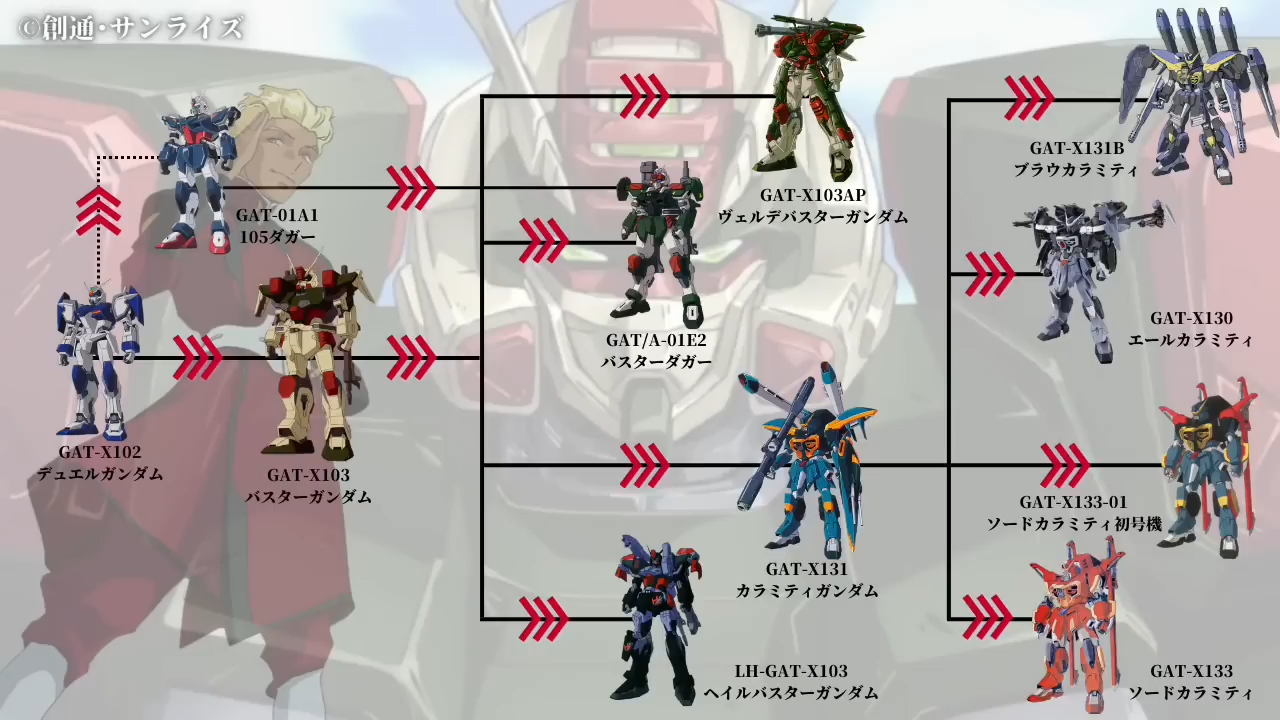 ©創通・サンライズ
GAT-01A1
105ダガー
GAT-X102
デュエルガンダム
GAT-X103
バスターガンダム
GAT-X103AP
ヴェルデバスターガンダム
GAT/A-01E2
バスターダガー
GAT-X131
カラミティガンダム
LH-GAT-X103
ヘイルバスターガンダム
GAT-X131B
ブラウカラミティ
GAT-X130
エールカラミティ
GAT-X133-01
ソードカラミティ初号機
GAT-X133
ソードカラミティ